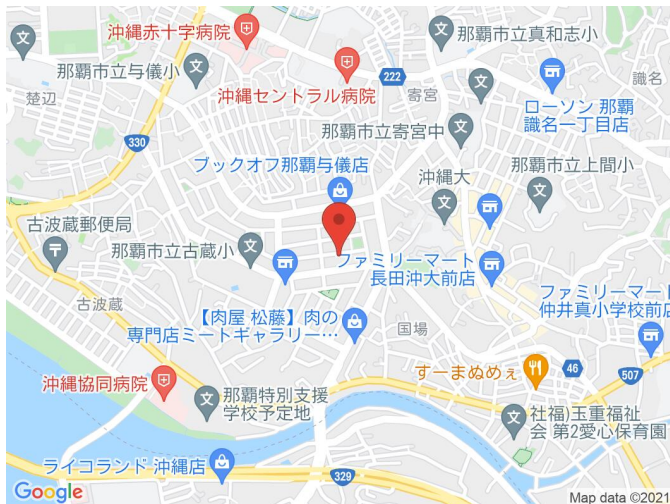 沖縄赤十字病院
那覇市立真和志小
那覇市立与儀小
222
識名
沖縄セントラル病院
寄宮
楚辺
ローソン 那覇
識名一丁目店
那覇市立寄宮中
330
ブックオフ那覇与儀店
沖縄大
那覇市立上間小
古波蔵郵便局
那覇市立古蔵小
ファミリーマート
長田沖大前店
古波蔵
【肉屋 松藤】肉の
専門店ミートギャラリー…
国場
ファミリーマート
仲井真小学校前店
すーまぬめぇ
46
507
沖縄協同病院
那覇特別支援
学校予定地
社福)玉重福祉
会 第2愛心保育園
ライコランド 沖縄店
329
Google
Map data ©2021